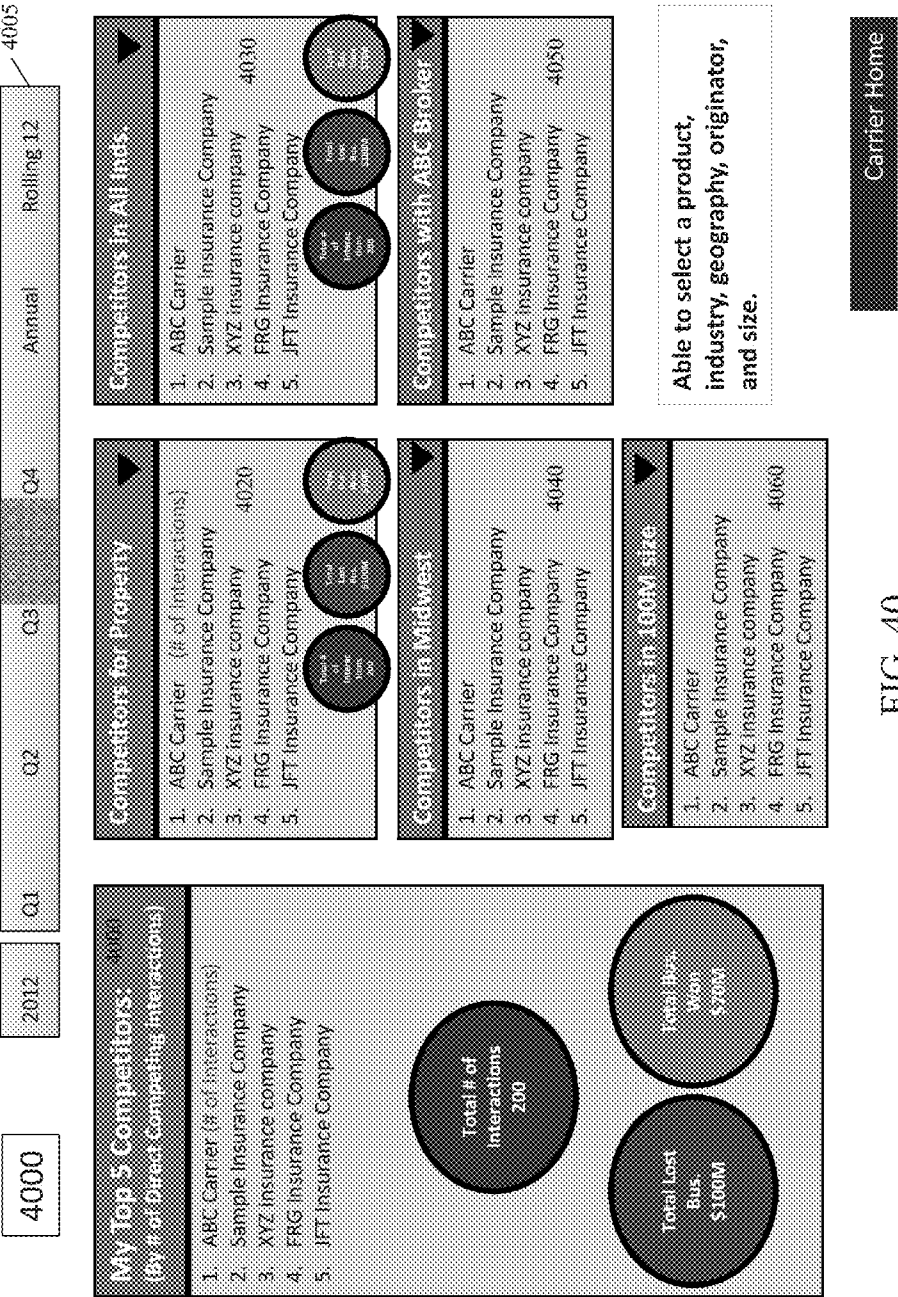 4000
2012
Q1
Q2
Q3
Q4
Annual
Rolling 12
4005
My Top 5 Competitors:
(By # of Direct Competing Interactions)
1. ABC Carrier (# of Interactions)
2. Sample Insurance Company
3. XYZ insurance company
4. FRG Insurance Company
5. JFT Insurance Company
Total # of
Interactions
200
Total Lost
Bus.
$100M
Total Bus.
Won
$70M
Competitors for Property
1. ABC Carrier (# of Interactions)
2. Sample Insurance Company
3. XYZ insurance company
4020
4. FRG Insurance Company
5. JFT Insurance Company
Competitors in All Inds.
1. ABC Carrier
2. Sample Insurance Company
3. XYZ insurance company
4030
4. FRG Insurance Company
5. JFT Insurance Company
Competitors in Midwest
1. ABC Carrier
2. Sample Insurance Company
3. XYZ insurance company
4040
4. FRG Insurance Company
5. JFT Insurance Company
Competitors with ABC Broker
1. ABC Carrier
2. Sample Insurance Company
3. XYZ insurance company
4050
4. FRG Insurance Company
5. JFT Insurance Company
Competitors in 100M size
1. ABC Carrier
2. Sample Insurance Company
3. XYZ insurance company
4060
4. FRG Insurance Company
5. JFT Insurance Company
Able to select a product,
industry, geography, originator,
and size.
Carrier Home
FIG. 40